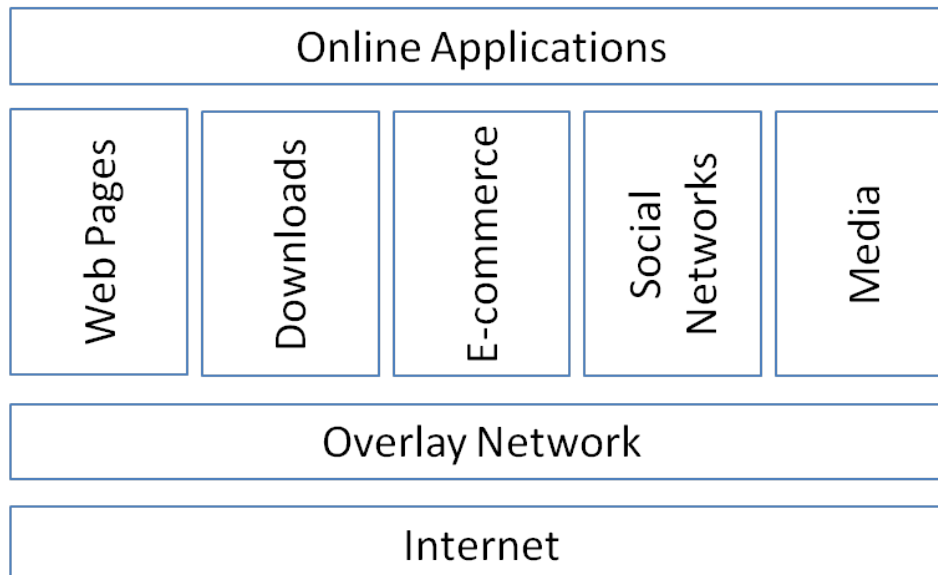 Online Applications
Web Pages
Downloads
E-commerce
Social
Networks
Media
Overlay Network
Internet